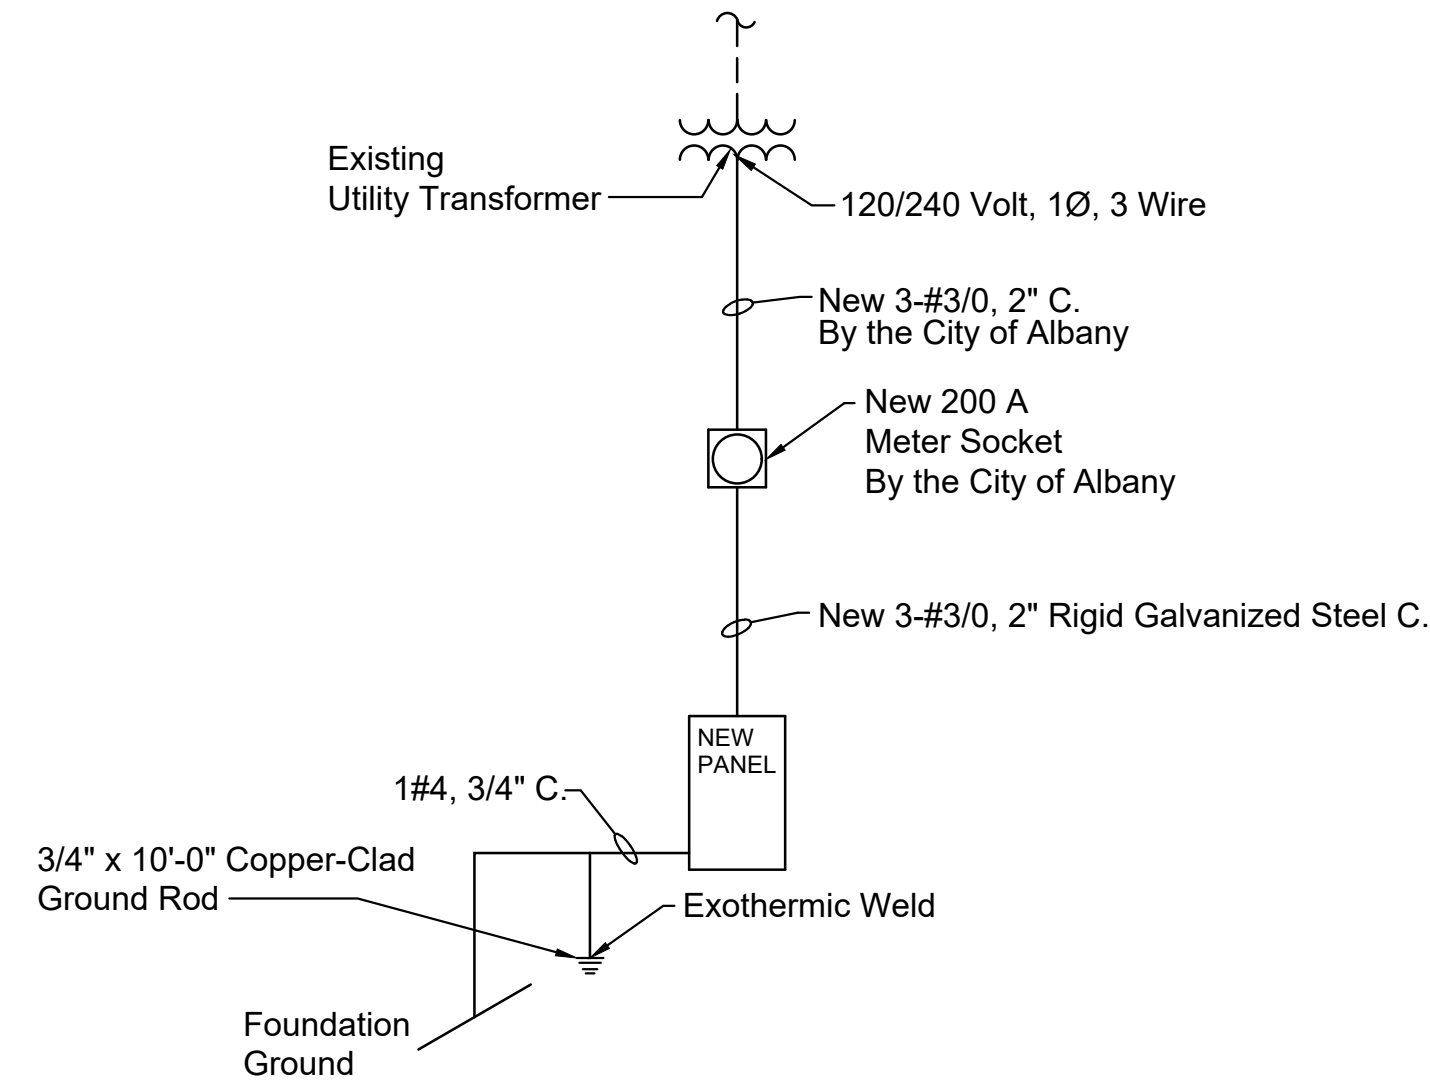 Existing
Utility Transformer
120/240 Volt, 1Ø, 3 Wire
New 3-#3/0, 2" C.
By the City of Albany
New 200 A
Meter Socket
By the City of Albany
New 3-#3/0, 2" Rigid Galvanized Steel C.
NEW
PANEL
1#4, 3/4" C.
3/4" x 10'-0" Copper-Clad
Ground Rod
Exothermic Weld
Foundation
Ground